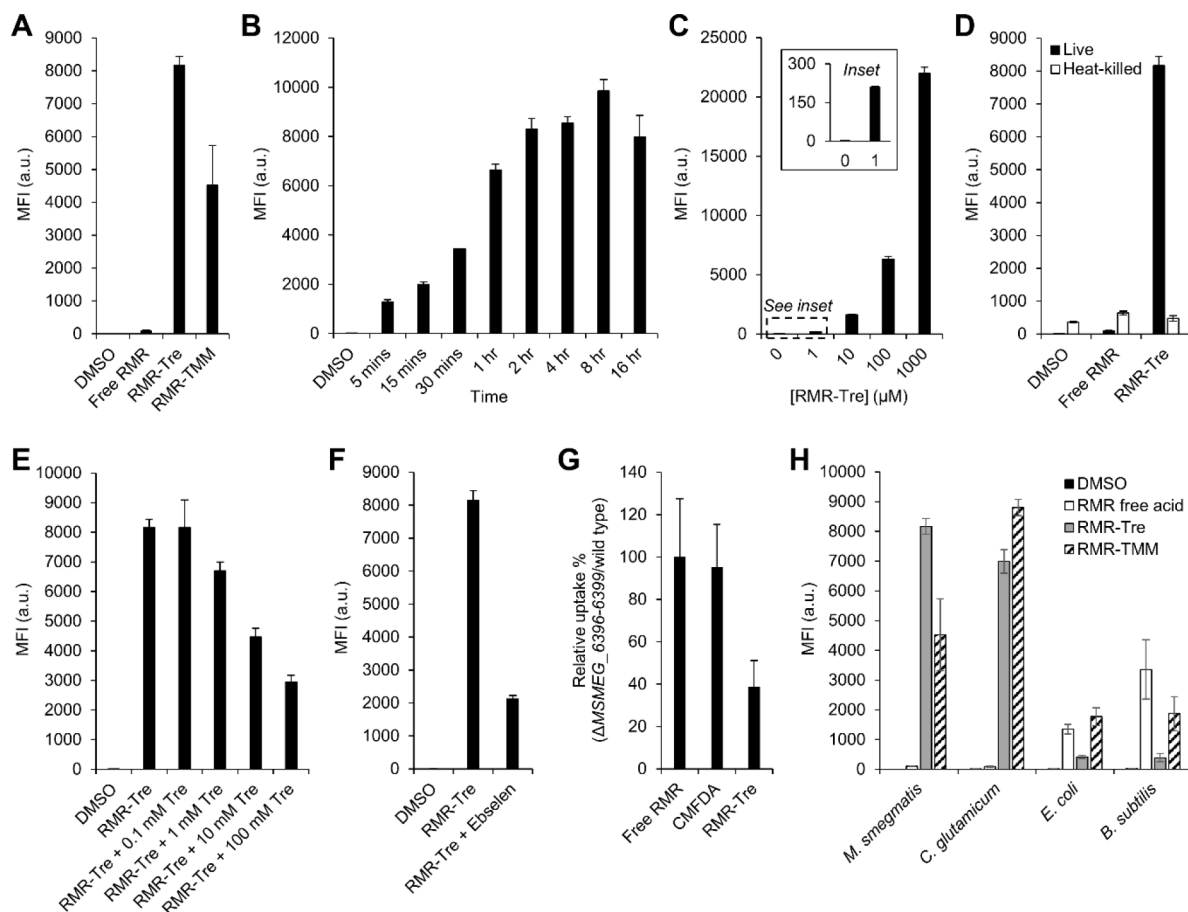 A
MFI (a.u.)
9000
8000
7000
6000
5000
4000
3000
2000
1000
0
DMSO
Free RMR
RMR-Tre
RMR-TMM
B
MFI (a.u.)
12000
10000
8000
6000
4000
2000
0
DMSO
5 mins
15 mins
30 mins
1 hr
2 hr
4 hr
8 hr
16 hr
Time
C
MFI (a.u.)
25000
20000
15000
10000
5000
0
Inset
300
150
0
0
1
See inset
0
1
10
100
1000
[RMR-Tre] (µM)
D
MFI (a.u.)
9000
8000
7000
6000
5000
4000
3000
2000
1000
0
Live
Heat-killed
DMSO
Free RMR
RMR-Tre
E
MFI (a.u.)
10000
9000
8000
7000
6000
5000
4000
3000
2000
1000
0
DMSO
RMR-Tre
RMR-Tre + 0.1 mM Tre
RMR-Tre + 1 mM Tre
RMR-Tre + 10 mM Tre
RMR-Tre + 100 mM Tre
F
MFI (a.u.)
9000
8000
7000
6000
5000
4000
3000
2000
1000
0
DMSO
RMR-Tre
RMR-Tre + Ebselen
G
Relative uptake %
(ΔMSMEG_6396-6399/wild type)
140
120
100
80
60
40
20
0
Free RMR
CMFDA
RMR-Tre
H
MFI (a.u.)
10000
9000
8000
7000
6000
5000
4000
3000
2000
1000
0
DMSO
RMR free acid
RMR-Tre
RMR-TMM
M. smegmatis
C. glutamicum
E. coli
B. subtilis